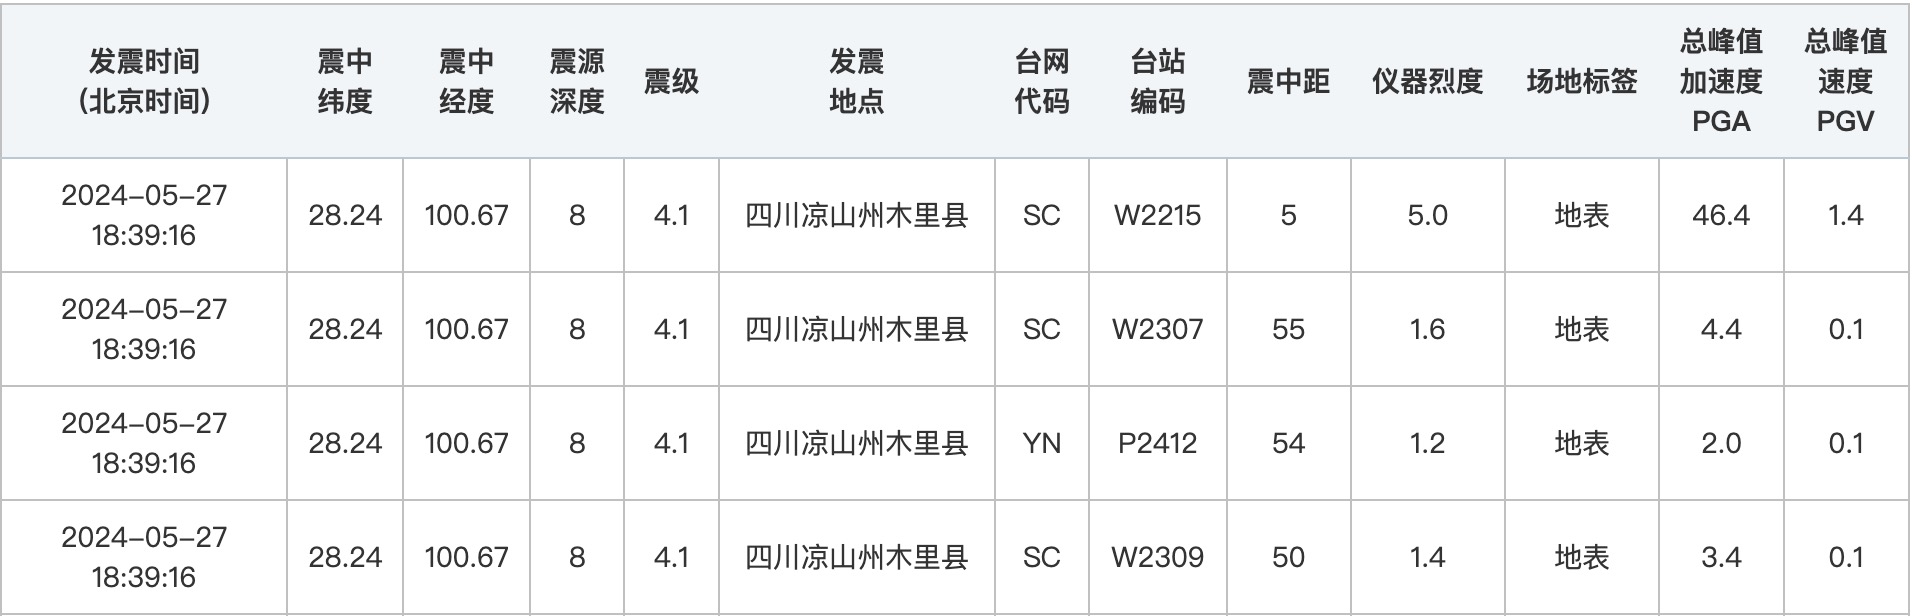 发震时间
(北京时间)
震中
纬度
震中
经度
震源
深度
震级
发震
地点
台网
代码
台站
编码
震中距
仪器烈度
场地标签
总峰值
加速度
PGA
总峰值
速度
PGV
2024-05-27
18:39:16
28.24
100.67
8
4.1
四川凉山州木里县
SC
W2215
5
5.0
地表
46.4
1.4
2024-05-27
18:39:16
28.24
100.67
8
4.1
四川凉山州木里县
SC
W2307
55
1.6
地表
4.4
0.1
2024-05-27
18:39:16
28.24
100.67
8
4.1
四川凉山州木里县
YN
P2412
54
1.2
地表
2.0
0.1
2024-05-27
18:39:16
28.24
100.67
8
4.1
四川凉山州木里县
SC
W2309
50
1.4
地表
3.4
0.1